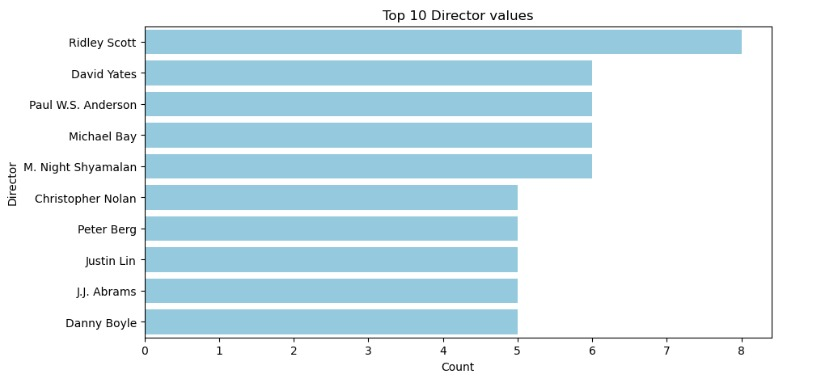 Top 10 Director values
Ridley Scott
David Yates
Paul W.S. Anderson
Michael Bay
M. Night Shyamalan
Christopher Nolan
Peter Berg
Justin Lin
J.J. Abrams
Danny Boyle
Director
0 1 2 3 4 5 6 7 8
Count